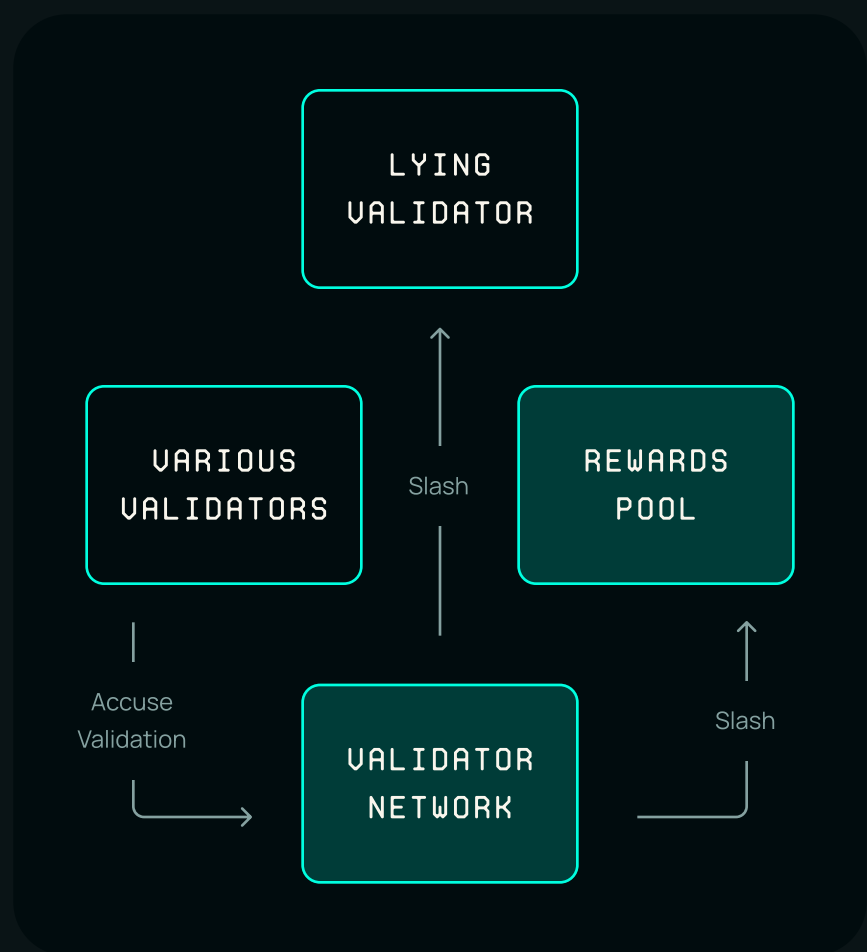 LYING
VALIDATOR
VARIOUS
VALIDATORS
Slash
REWARDS
POOL
Accuse
Validation
Slash
VALIDATOR
NETWORK